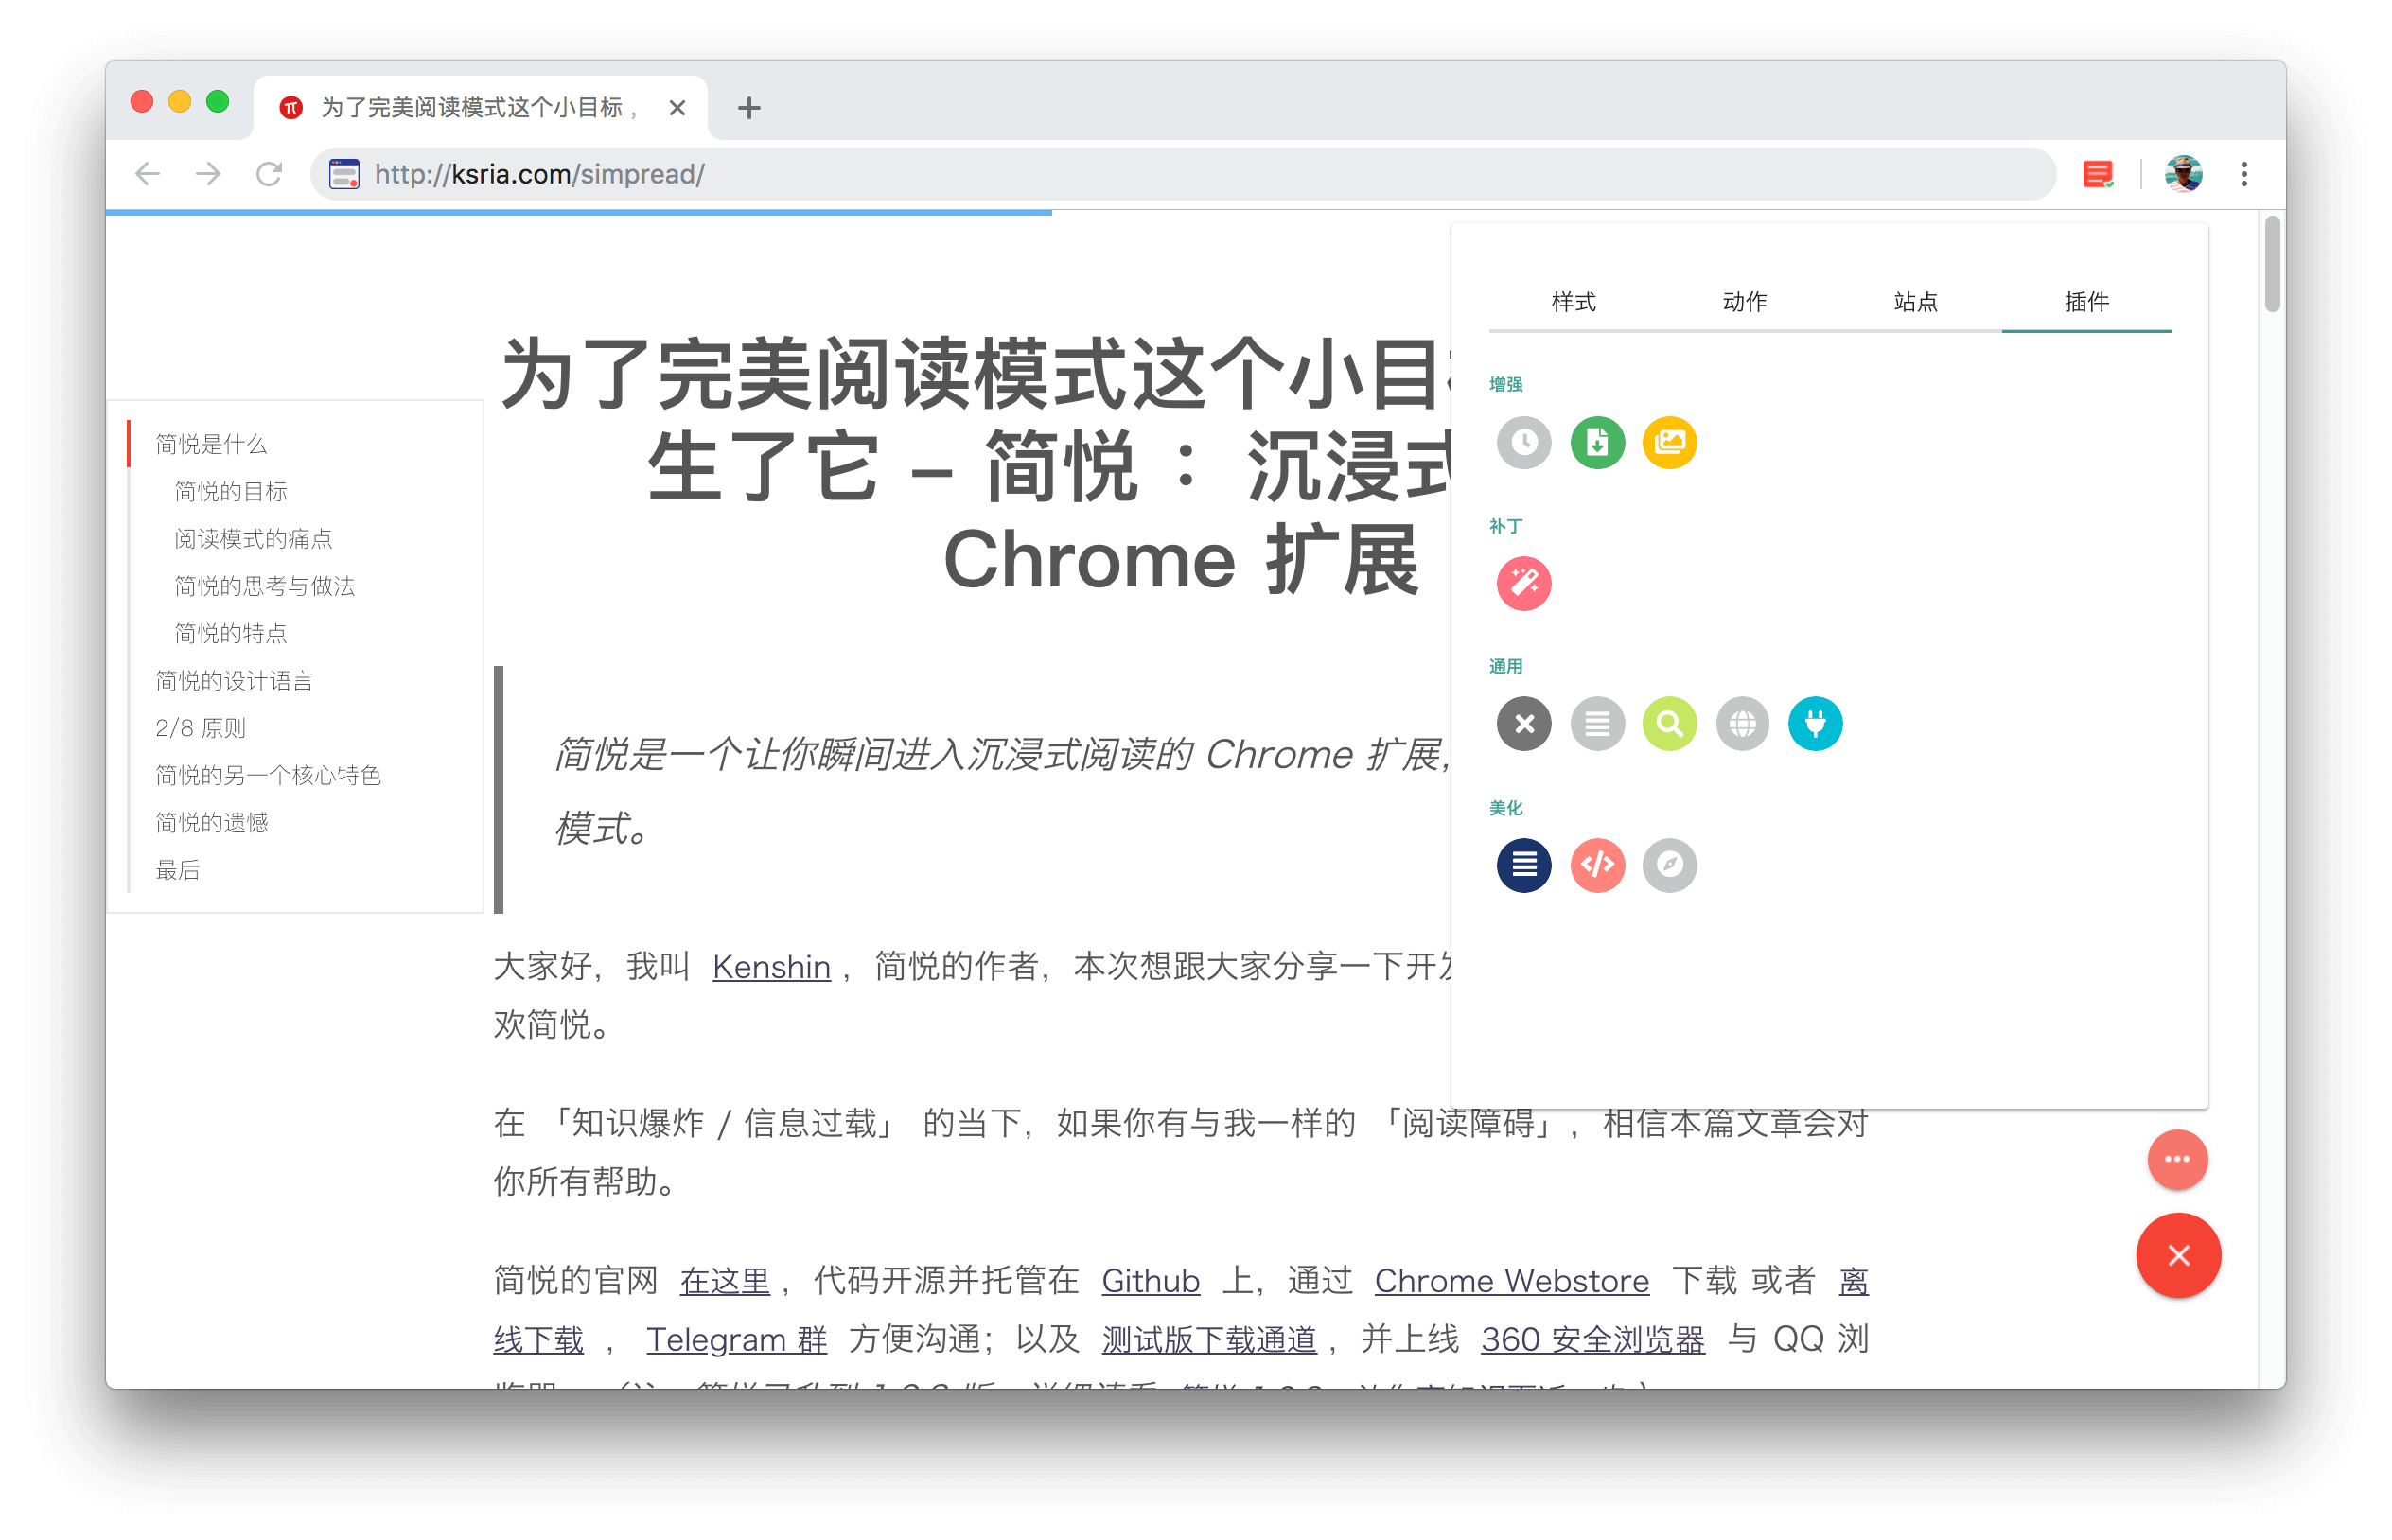 为了完美阅读模式这个小目标，
http://ksria.com/simpread/
样式 动作 站点 插件
增强
补丁
通用
美化
简悦是什么
简悦的目标
阅读模式的痛点
简悦的思考与做法
简悦的特点
简悦的设计语言
2/8 原则
简悦的另一个核心特色
简悦的遗憾
最后
为了完美阅读模式这个小目
生了它 – 简悦 ： 沉浸式
Chrome 扩展
简悦是一个让你瞬间进入沉浸式阅读的 Chrome 扩展，
模式。
大家好，我叫 Kenshin ，简悦的作者，本次想跟大家分享一下开发
欢简悦。
在 「知识爆炸 / 信息过载」 的当下，如果你有与我一样的 「阅读障碍」，相信本篇文章会对
你所有帮助。
简悦的官网 在这里 ，代码开源并托管在 Github 上，通过 Chrome Webstore 下载 或者 离
线下载 ， Telegram 群 方便沟通；以及 测试版下载通道 ，并上线 360 安全浏览器 与 QQ 浏